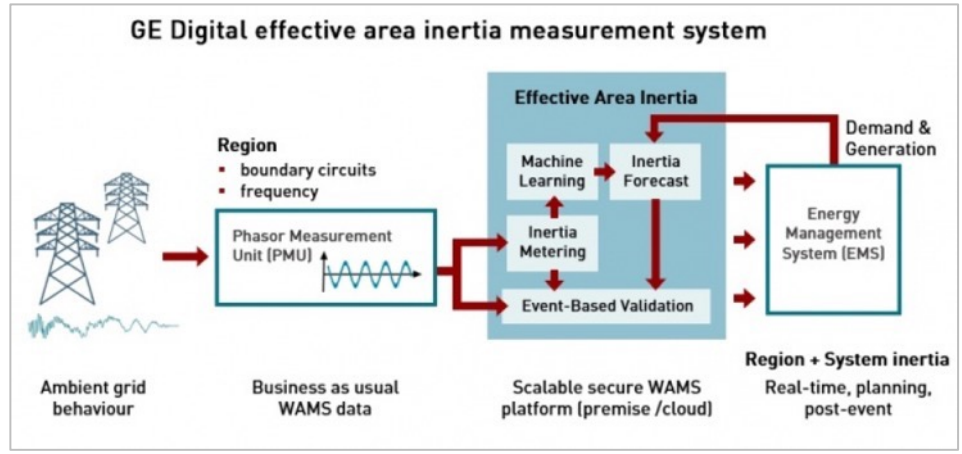 GE Digital effective area inertia measurement system
Effective Area Inertia
Demand &
Generation
Region
▪ boundary circuits
▪ frequency
Machine
Learning
Inertia
Forecast
Phasor Measurement
Unit (PMU)
Inertia
Metering
Energy
Management
System (EMS)
Event-Based Validation
Region + System inertia
Ambient grid
behaviour
Business as usual
WAMS data
Scalable secure WAMS
platform (premise /cloud)
Real-time, planning,
post-event